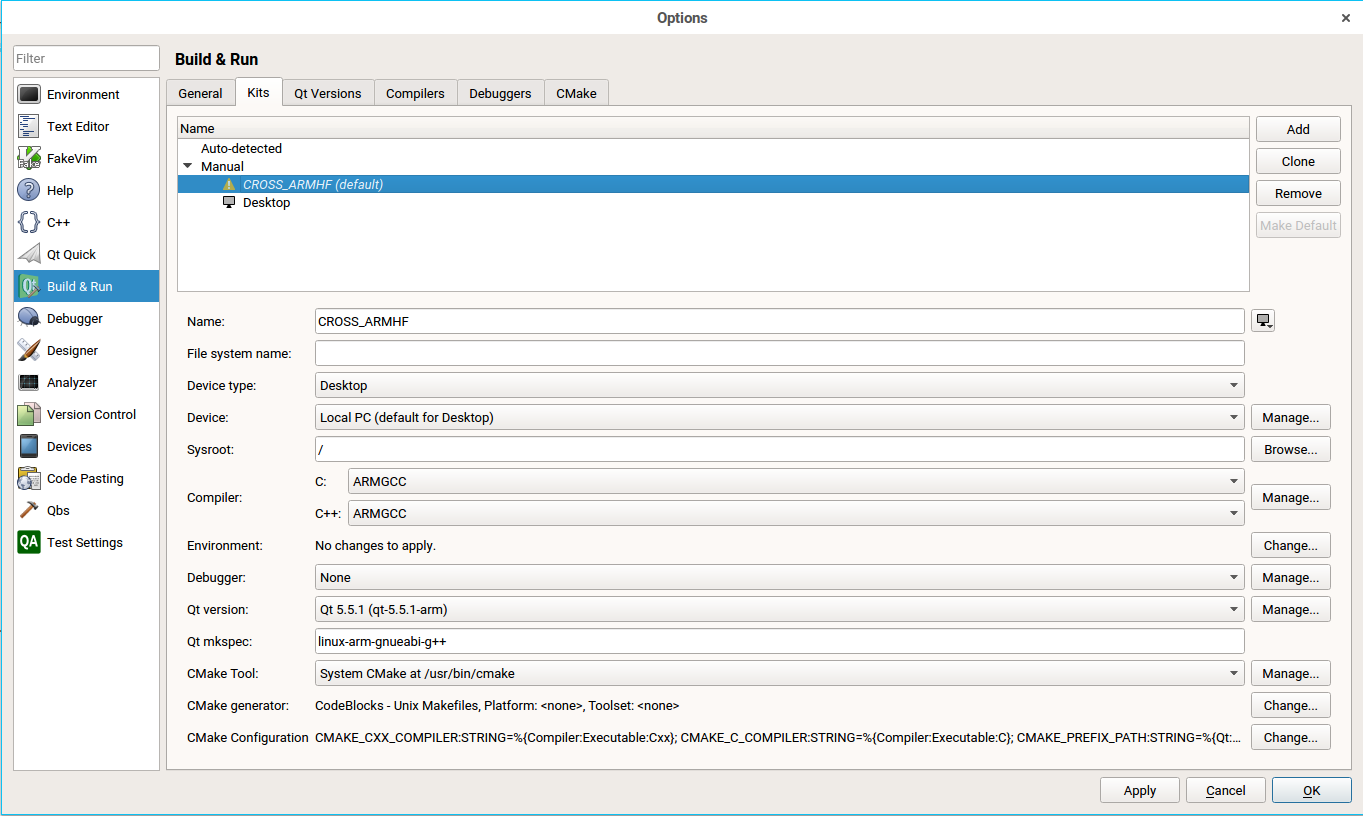 Options
Filter
Environment
Text Editor
FakeVim
Help
C++
Qt Quick
Build & Run
Debugger
Designer
Analyzer
Version Control
Devices
Code Pasting
Qbs
QA Test Settings
Build & Run
General Kits Qt Versions Compilers Debuggers CMake
Name
Auto-detected
Manual
CROSS_ARMHF (default)
Desktop
Add
Clone
Remove
Make Default
Name: CROSS_ARMHF
File system name:
Device type: Desktop
Device: Local PC (default for Desktop) Manage...
Sysroot: / Browse...
Compiler: C: ARMGCC
C++: ARMGCC
Manage...
Environment: No changes to apply. Change...
Debugger: None Manage...
Qt version: Qt 5.5.1 (qt-5.5.1-arm) Manage...
Qt mkspec: linux-arm-gnueabi-g++
CMake Tool: System CMake at /usr/bin/cmake Manage...
CMake generator: CodeBlocks - Unix Makefiles, Platform: <none>, Toolset: <none> Change...
CMake Configuration CMAKE_CXX_COMPILER:STRING=%{Compiler:Executable:Cxx}; CMAKE_C_COMPILER:STRING=%{Compiler:Executable:C}; CMAKE_PREFIX_PATH:STRING=%{Qt:... Change...
Apply Cancel OK